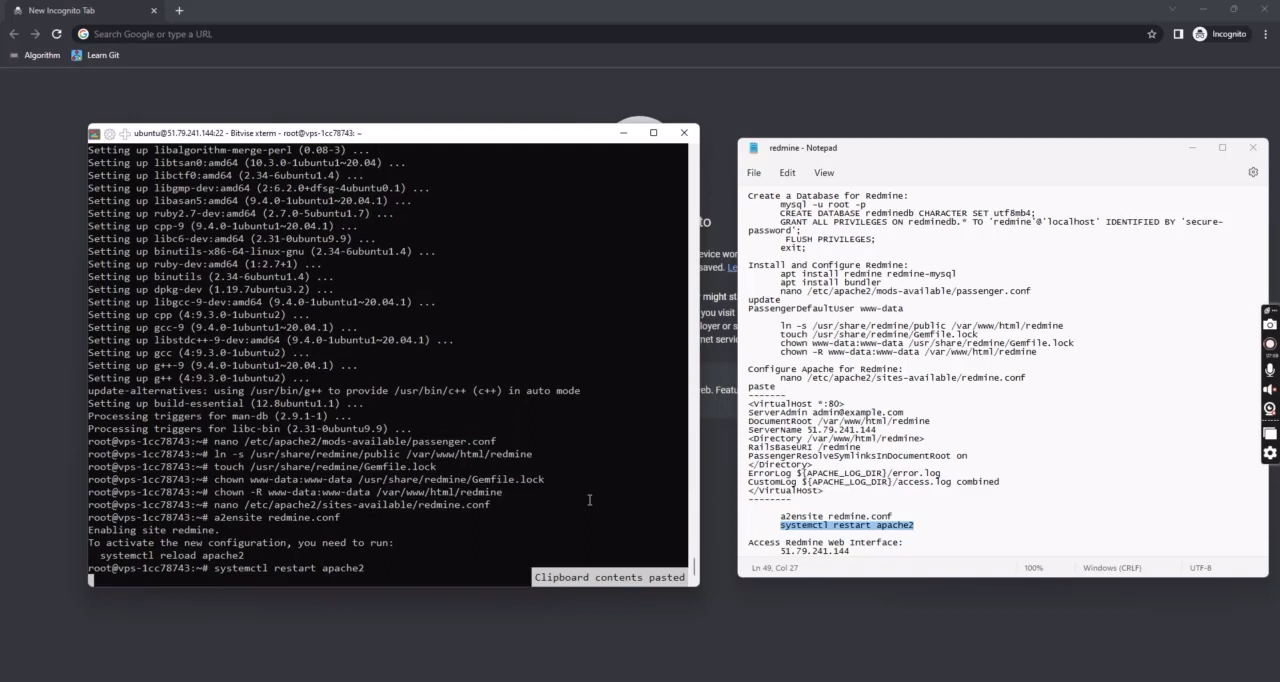 New Incognito Tab
Search Google or type a URL
Incognito
Algorithm
Learn Git
ubuntu@51.79.241.144:22 - Bitvise xterm - root@vps-1cc78743: ~
Setting up libalgorithm-merge-perl (0.08-3) ...
Setting up libtsan0:amd64 (10.3.0-1ubuntu1~20.04) ...
Setting up libctf0:amd64 (2.34-6ubuntu1.4) ...
Setting up libgmp-dev:amd64 (2:6.2.0+dfsg-4ubuntu0.1) ...
Setting up libasan5:amd64 (9.4.0-1ubuntu1~20.04.1) ...
Setting up ruby2.7-dev:amd64 (2.7.0-5ubuntu1.7) ...
Setting up cpp-9 (9.4.0-1ubuntu1~20.04.1) ...
Setting up libc6-dev:amd64 (2.31-0ubuntu9.9) ...
Setting up binutils-x86-64-linux-gnu (2.34-6ubuntu1.4) ...
Setting up ruby-dev:amd64 (1:2.7+1) ...
Setting up binutils (2.34-6ubuntu1.4) ...
Setting up dpkg-dev (1.19.7ubuntu3.2) ...
Setting up libgcc-9-dev:amd64 (9.4.0-1ubuntu1~20.04.1) ...
Setting up cpp (4:9.3.0-1ubuntu2) ...
Setting up gcc-9 (9.4.0-1ubuntu1~20.04.1) ...
Setting up libstdc++-9-dev:amd64 (9.4.0-1ubuntu1~20.04.1) ...
Setting up gcc (4:9.3.0-1ubuntu2) ...
Setting up g++-9 (9.4.0-1ubuntu1~20.04.1) ...
Setting up g++ (4:9.3.0-1ubuntu2) ...
update-alternatives: using /usr/bin/g++ to provide /usr/bin/c++ (c++) in auto mode
Setting up build-essential (12.8ubuntu1.1) ...
Processing triggers for man-db (2.9.1-1) ...
Processing triggers for libc-bin (2.31-0ubuntu9.9) ...
root@vps-1cc78743:~# nano /etc/apache2/mods-available/passenger.conf
root@vps-1cc78743:~# ln -s /usr/share/redmine/public /var/www/html/redmine
root@vps-1cc78743:~# touch /usr/share/redmine/Gemfile.lock
root@vps-1cc78743:~# chown www-data:www-data /usr/share/redmine/Gemfile.lock
root@vps-1cc78743:~# chown -R www-data:www-data /var/www/html/redmine
root@vps-1cc78743:~# nano /etc/apache2/sites-available/redmine.conf
root@vps-1cc78743:~# a2ensite redmine.conf
Enabling site redmine.
To activate the new configuration, you need to run:
systemctl reload apache2
root@vps-1cc78743:~# systemctl restart apache2
Clipboard contents pasted
to
device
saved. Le
might
you visit
net
eb.
redmine - Notepad
File Edit View
Create a Database for Redmine:
mysql -u root -p
CREATE DATABASE redminedb CHARACTER SET utf8mb4;
GRANT ALL PRIVILEGES ON redminedb.* TO 'redmine'@'localhost' IDENTIFIED BY 'secure-
password';
FLUSH PRIVILEGES;
exit;
Install and Configure Redmine:
apt install redmine redmine-mysql
apt install bundler
nano /etc/apache2/mods-available/passenger.conf
update
PassengerDefaultUser www-data
ln -s /usr/share/redmine/public /var/www/html/redmine
touch /usr/share/redmine/Gemfile.lock
chown www-data:www-data /usr/share/redmine/Gemfile.lock
chown -R www-data:www-data /var/www/html/redmine
Configure Apache for Redmine:
nano /etc/apache2/sites-available/redmine.conf
paste
-------
<VirtualHost *:80>
ServerAdmin admin@example.com
DocumentRoot /var/www/html/redmine
ServerName 51.79.241.144
<Directory /var/www/html/redmine>
RailsBaseURI /redmine
PassengerResolveSymlinksInDocumentRoot on
</Directory>
ErrorLog ${APACHE_LOG_DIR}/error.log
CustomLog ${APACHE_LOG_DIR}/access.log combined
</VirtualHost>
--------
a2ensite redmine.conf
systemctl restart apache2
Access Redmine Web Interface:
51.79.241.144
Ln 49, Col 27
100%
Windows (CRLF)
UTF-8